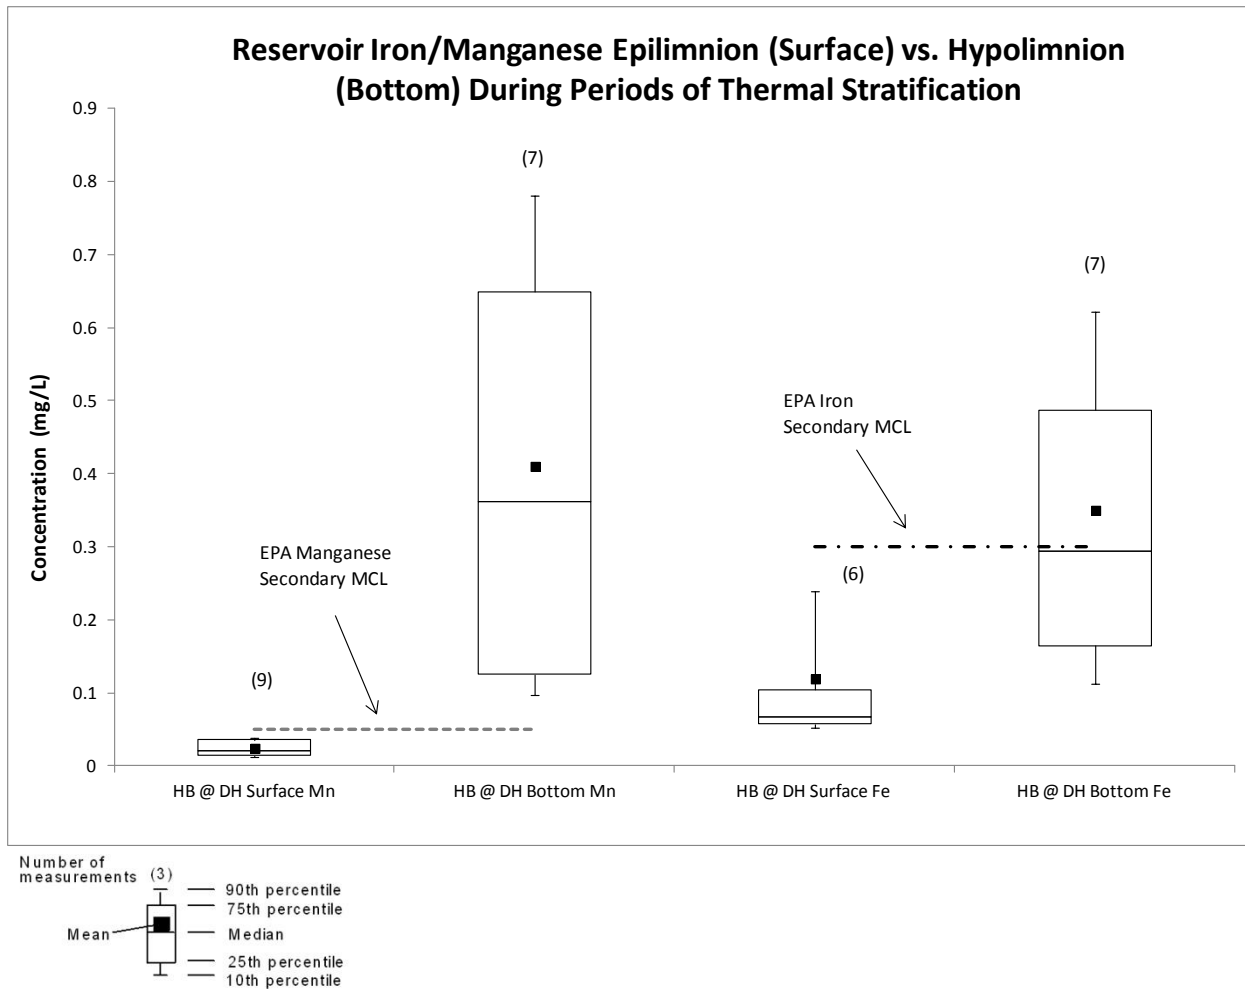 Reservoir Iron/Manganese Epilimnion (Surface) vs. Hypolimnion
(Bottom) During Periods of Thermal Stratification
Concentration (mg/L)
0.9
0.8
0.7
0.6
0.5
0.4
0.3
0.2
0.1
0
(9)
(7)
(6)
(7)
EPA Manganese
Secondary MCL
EPA Iron
Secondary MCL
HB @ DH Surface Mn
HB @ DH Bottom Mn
HB @ DH Surface Fe
HB @ DH Bottom Fe
Number of
measurements (3)
Mean
90th percentile
75th percentile
Median
25th percentile
10th percentile